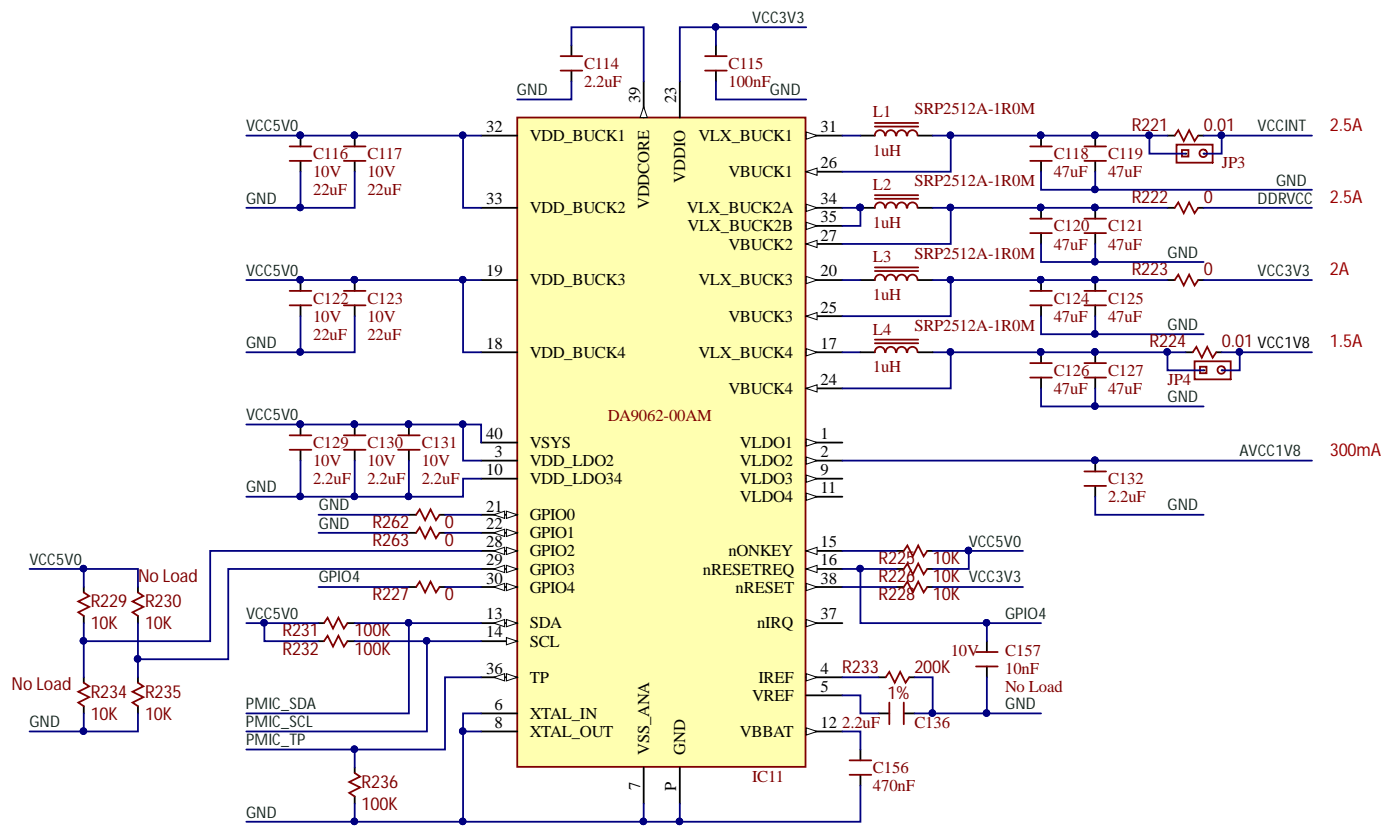 VCC3V3
C114
2.2uF
GND
C115
100nF
GND
39
23
VCC5V0
32
VDD_BUCK1
VDDCORE
VDDIO
VLX_BUCK1
31
L1
SRP2512A-1R0M
1uH
R221
0.01
VCCINT
2.5A
JP3
C116
10V
22uF
C117
10V
22uF
VBUCK1
26
C118
47uF
C119
47uF
GND
GND
33
VDD_BUCK2
VLX_BUCK2A
34
L2
SRP2512A-1R0M
1uH
R222
0
DDRVCC
2.5A
VLX_BUCK2B
35
VBUCK2
27
C120
47uF
C121
47uF
GND
VCC5V0
19
VDD_BUCK3
VLX_BUCK3
20
L3
SRP2512A-1R0M
1uH
R223
0
VCC3V3
2A
C122
10V
22uF
C123
10V
22uF
VBUCK3
25
C124
47uF
C125
47uF
GND
GND
18
VDD_BUCK4
VLX_BUCK4
17
L4
SRP2512A-1R0M
1uH
R224
0.01
VCC1V8
1.5A
JP4
VBUCK4
24
C126
47uF
C127
47uF
GND
DA9062-00AM
VCC5V0
40
VSYS
3
VDD_LDO2
10
VDD_LDO34
C129
10V
2.2uF
C130
10V
2.2uF
C131
10V
2.2uF
GND
VLDO1
1
VLDO2
2
AVCC1V8
300mA
VLDO3
9
VLDO4
11
C132
2.2uF
GND
GND
21
GPIO0
R262
0
GND
22
GPIO1
R263
0
28
GPIO2
29
GPIO3
GPIO4
30
GPIO4
R227
0
nONKEY
15
VCC5V0
R225
10K
nRESETREQ
16
R226
10K
nRESET
38
VCC3V3
R228
10K
VCC5V0
No Load
R229
10K
R230
10K
No Load
R234
10K
R235
10K
GND
VCC5V0
13
SDA
R231
100K
14
SCL
R232
100K
nIRQ
37
GPIO4
10V
C157
10nF
No Load
GND
36
TP
IREF
4
R233
200K
1%
VREF
5
2.2uF
C136
PMIC_SDA
PMIC_SCL
PMIC_TP
6
XTAL_IN
8
XTAL_OUT
VSS_ANA
GND
VBBAT
12
C156
470nF
IC11
7
P
R236
100K
GND